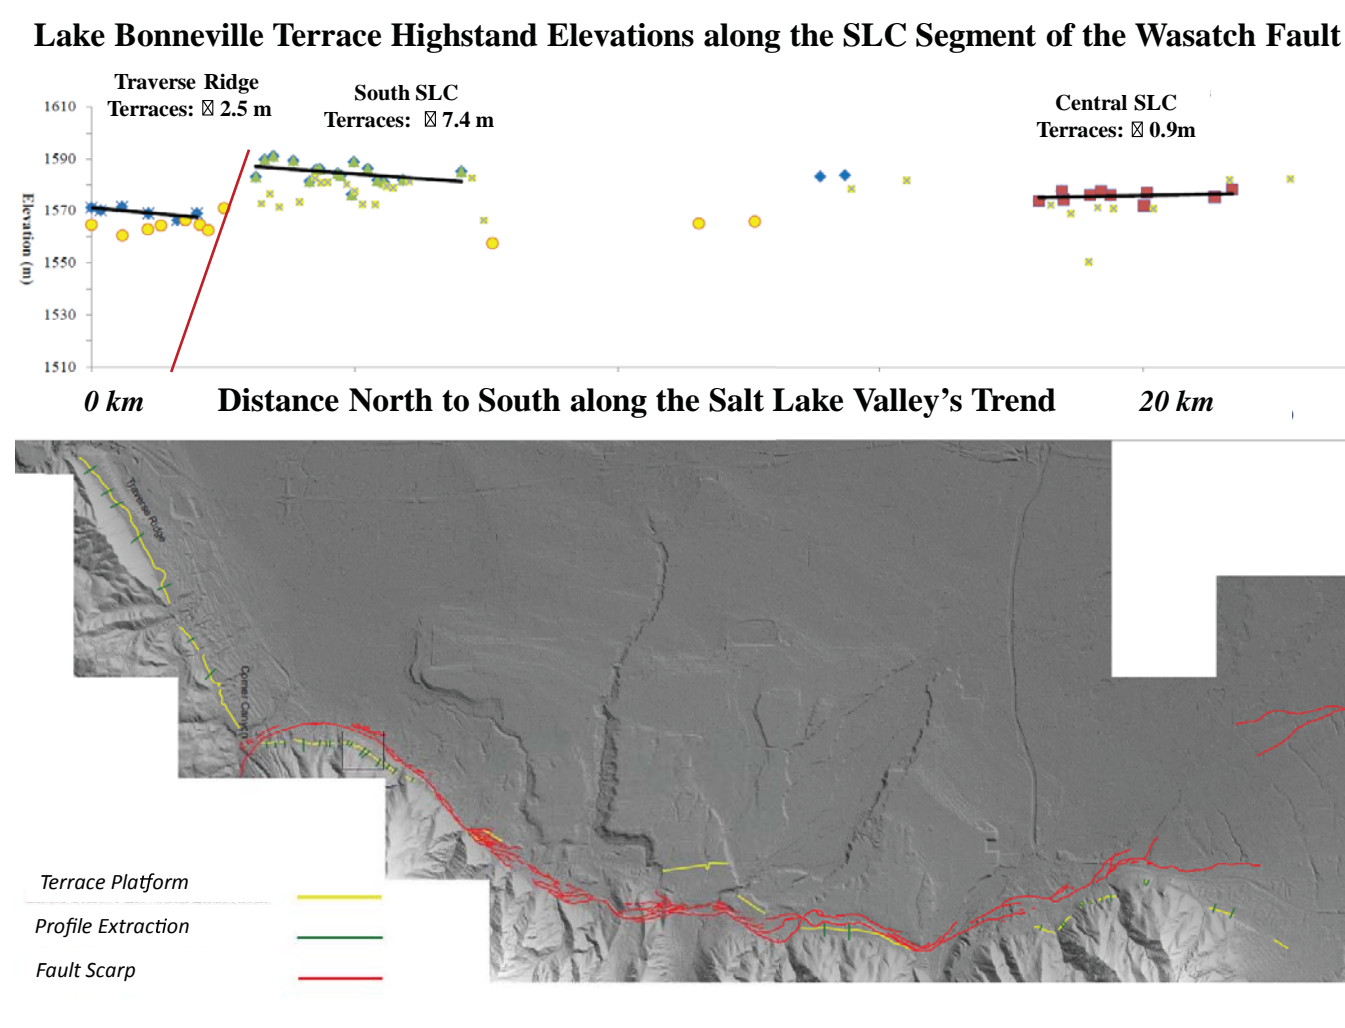 Lake Bonneville Terrace Highstand Elevations along the SLC Segment of the Wasatch Fault
Traverse Ridge
Terraces: 2.5 m
South SLC
Terraces: 7.4 m
Central SLC
Terraces: 0.9m
1610
1590
1570
1550
1530
1510
Elevation (m)
0 km
Distance North to South along the Salt Lake Valley’s Trend
20 km
Traverse Ridge
Corner Canyon
Terrace Platform
Profile Extraction
Fault Scarp